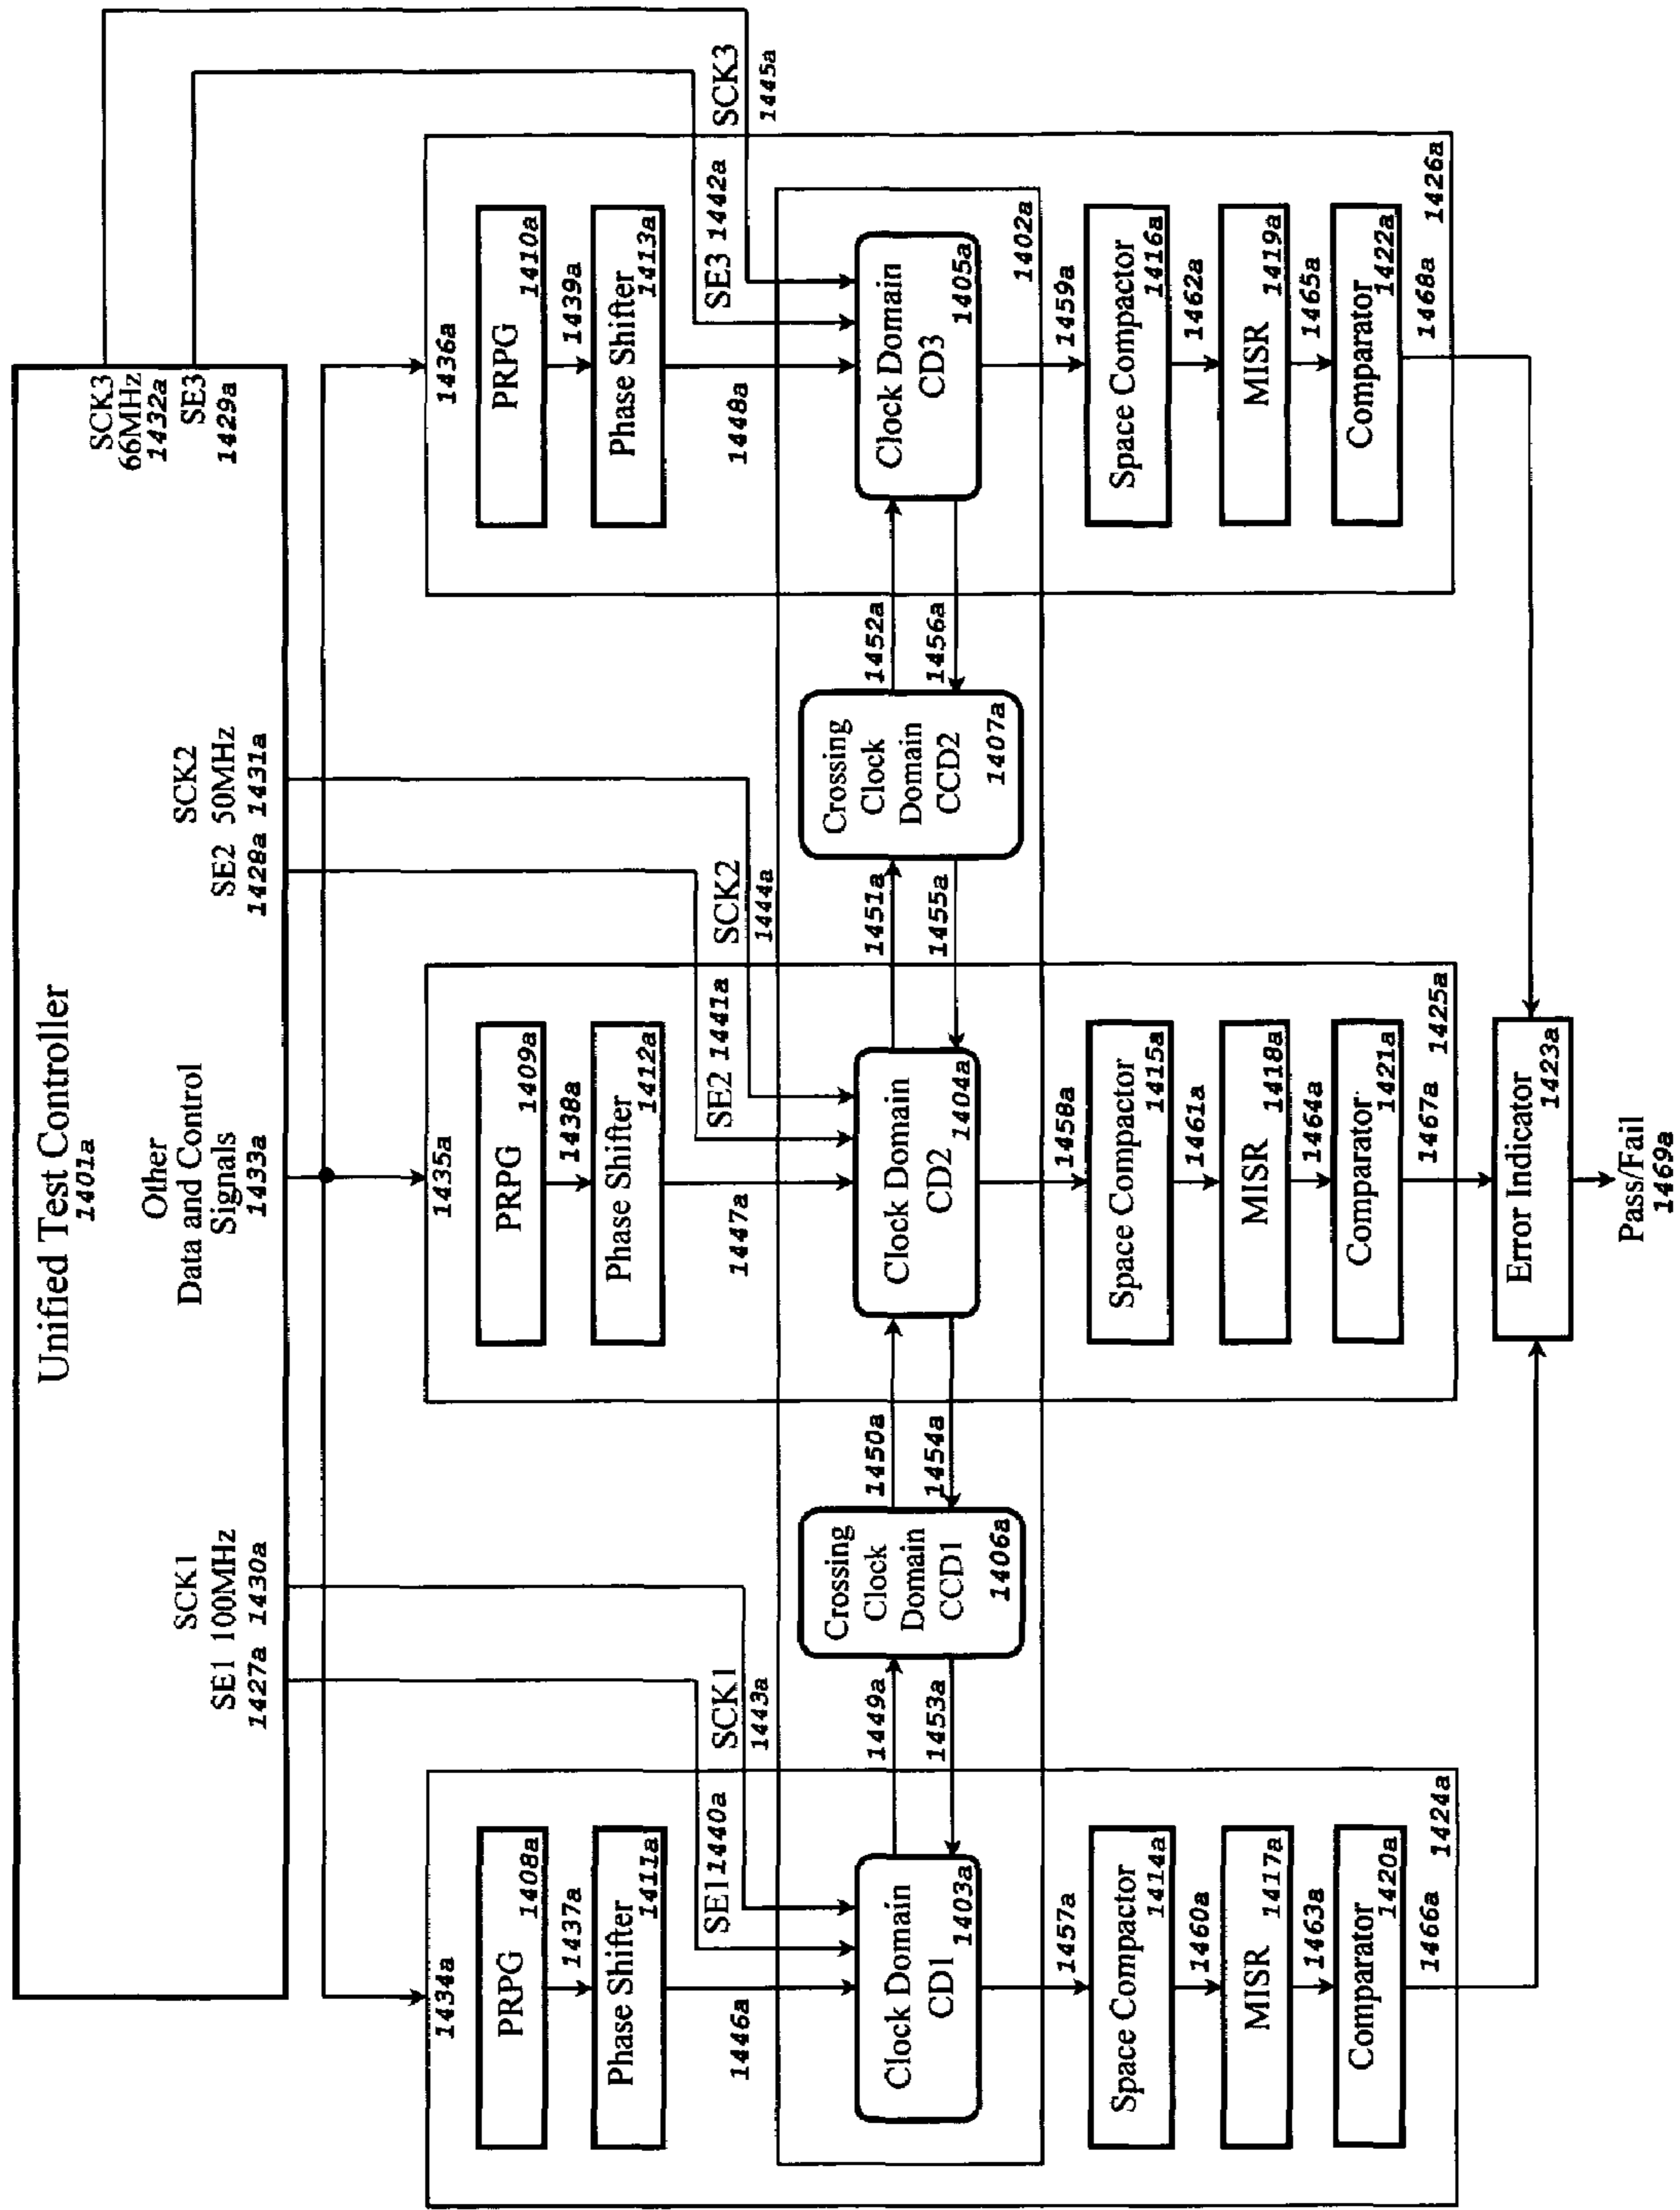 Unified Test Controller
1401a
SCK1
SE1 100MHz
1427a 1430a
Other
Data and Control
Signals
1433a
SCK2
SE2 50MHz
1428a 1431a
SCK3
66MHz
1432a
SE3
1429a
1434a
PRPG
1408a
1437a
Phase Shifter
1411a
1446a
SE1 1440a
SCK1
1443a
1435a
PRPG
1409a
1438a
Phase Shifter
1412a
1447a
SE2 1441a
SCK2
1444a
1436a
PRPG
1410a
1439a
Phase Shifter
1413a
1448a
SE3 1442a
SCK3
1445a
Clock Domain
CD1
1403a
1449a
1453a
Crossing
Clock
Domain
CCD1
1406a
1450a
1454a
Clock Domain
CD2
1404a
1451a
1455a
Crossing
Clock
Domain
CCD2
1407a
1452a
1456a
Clock Domain
CD3
1405a
1402a
1457a
Space Compactor
1414a
1460a
MISR
1417a
1463a
Comparator
1420a
1466a
1424a
1458a
Space Compactor
1415a
1461a
MISR
1418a
1464a
Comparator
1421a
1467a
1425a
1459a
Space Compactor
1416a
1462a
MISR
1419a
1465a
Comparator
1422a
1468a
1426a
Error Indicator
1423a
Pass/Fail
1469a